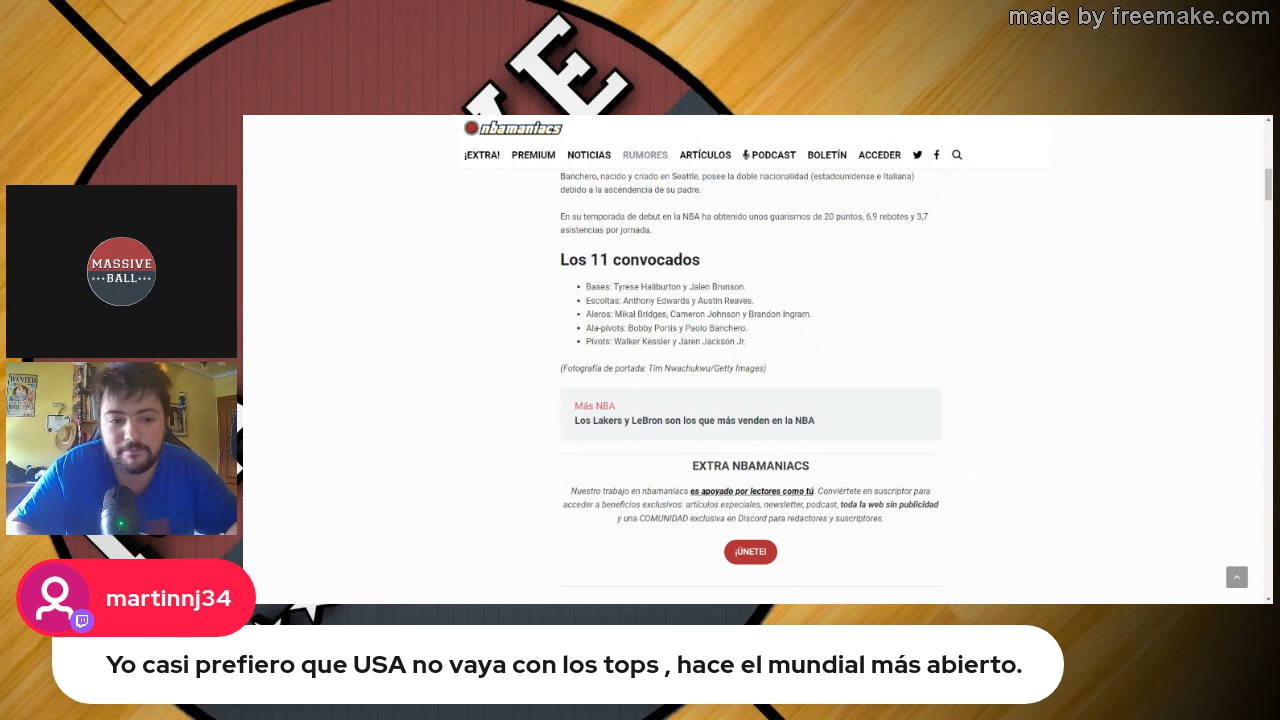 made by freemake.com
E
nbamaniacs
¡EXTRA! PREMIUM NOTICIAS RUMORES ARTÍCULOS PODCAST BOLETÍN ACCEDER
Banchero, nacido y criado en Seattle, posee la doble nacionalidad (estadounidense e Italiana)
debido a la ascendencia de su padre.
En su temporada de debut en la NBA ha obtenido unos guarismos de 20 puntos, 6,9 rebotes y 3,7
asistencias por jornada.
Los 11 convocados
Bases: Tyrese Haliburton y Jalen Brunson.
Escoltas: Anthony Edwards y Austin Reaves.
Aleros: Mikal Bridges, Cameron Johnson y Brandon Ingram.
Ala-pívots: Bobby Portis y Paolo Banchero.
Pívots: Walker Kessler y Jaren Jackson Jr.
(Fotografía de portada: Tim Nwachukwu/Getty Images)
Más NBA
Los Lakers y LeBron son los que más venden en la NBA
EXTRA NBAMANIACS
Nuestro trabajo en nbamaniacs es apoyado por lectores como tú. Conviértete en suscriptor para
acceder a beneficios exclusivos: artículos especiales, newsletter, podcast, toda la web sin publicidad
y una COMUNIDAD exclusiva en Discord para redactores y suscriptores.
¡ÚNETE!
MASSIVE
BALL
WANTED
martinnj34
Yo casi prefiero que USA no vaya con los tops , hace el mundial más abierto.